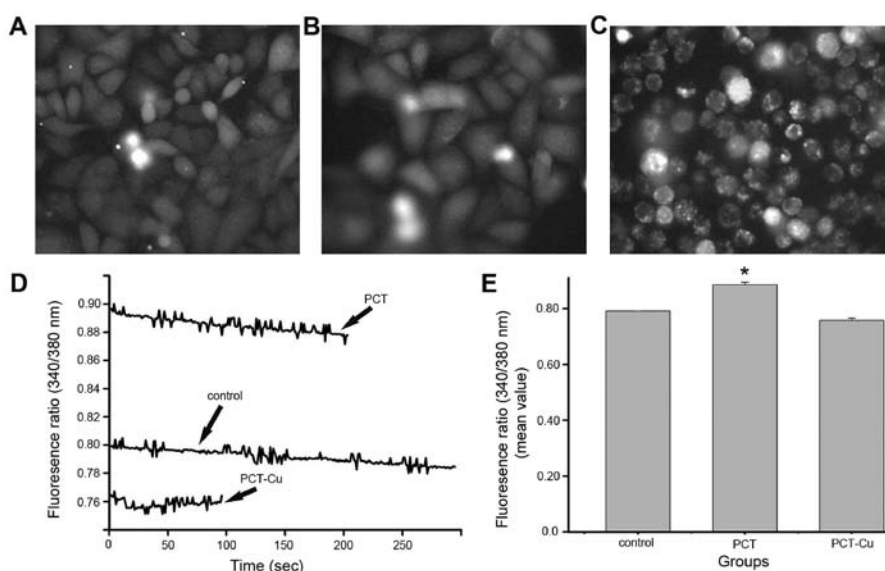 A
B
C
D
Fluoresence ratio (340/380 nm)
0.90
0.88
0.86
0.84
0.82
0.80
0.78
0.76
PCT
control
PCT-Cu
0
50
100
150
200
250
Time (sec)
E
Fluoresence ratio (340/380 nm)
(mean value)
0.80
0.60
0.40
0.20
0.0
*
control
PCT
PCT-Cu
Groups